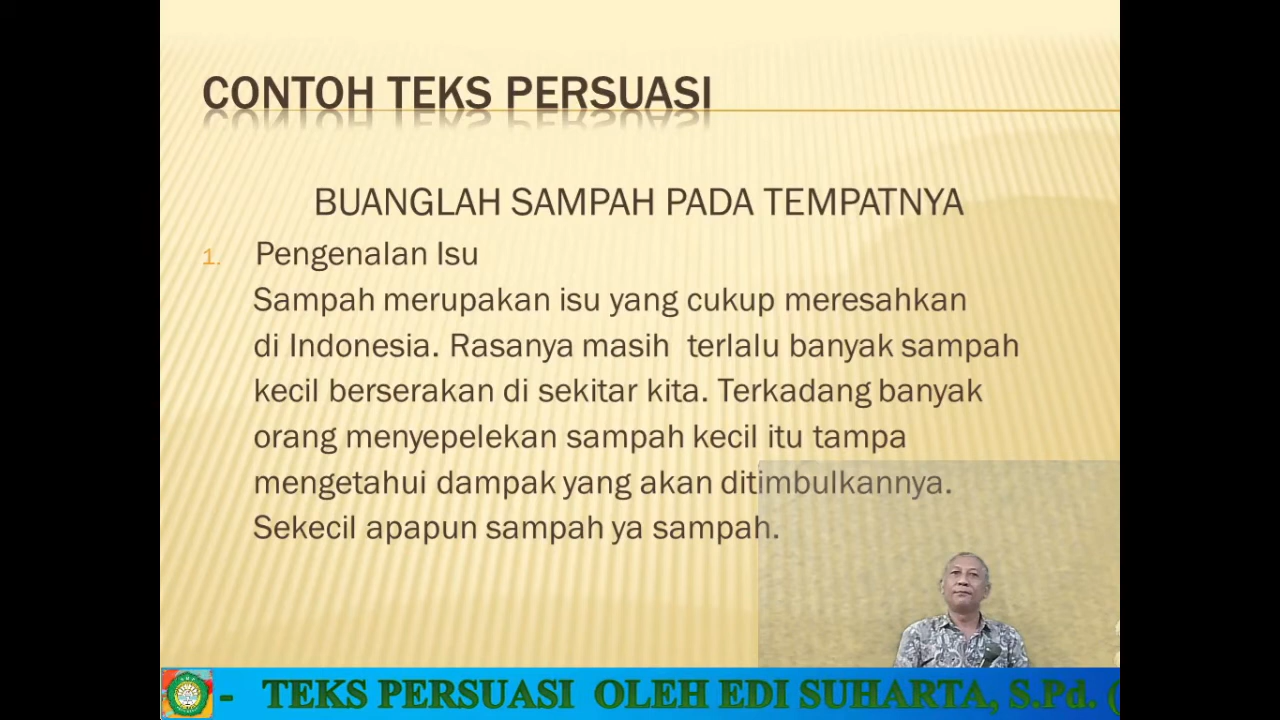 CONTOH TEKS PERSUASI
BUANGLAH SAMPAH PADA TEMPATNYA
1. Pengenalan Isu
Sampah merupakan isu yang cukup meresahkan
di Indonesia. Rasanya masih terlalu banyak sampah
kecil berserakan di sekitar kita. Terkadang banyak
orang menyepelekan sampah kecil itu tampa
mengetahui dampak yang akan ditimbulkannya.
Sekecil apapun sampah ya sampah.
- TEKS PERSUASI OLEH EDI SUHARTA, S.Pd. (